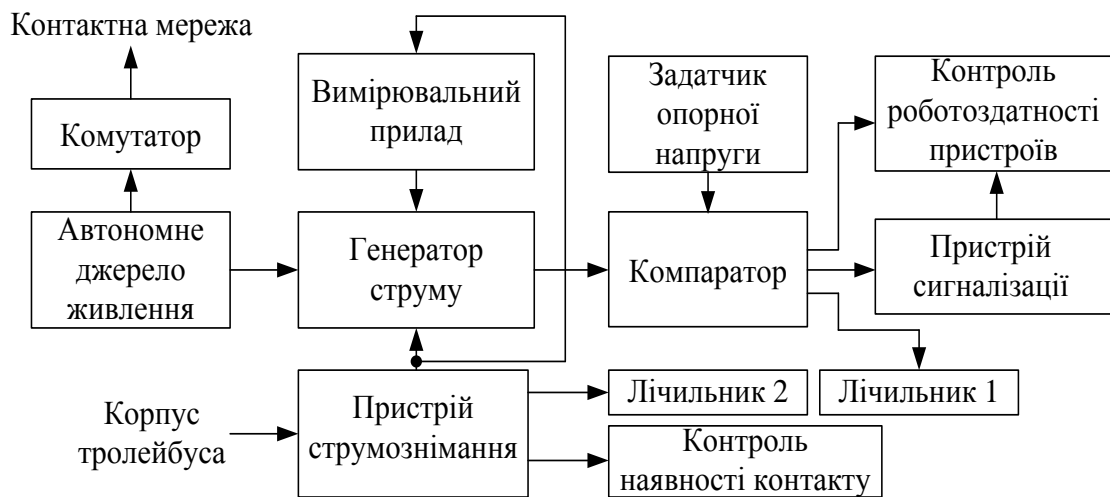 Контактна мережа
Комутатор
Автономне
джерело
живлення
Вимірювальний
прилад
Генератор
струму
Задатчик
опорної
напруги
Компаратор
Контроль
роботоздатності
пристроїв
Пристрій
сигналізації
Корпус
тролейбуса
Пристрій
струмознімання
Лічильник 2
Лічильник 1
Контроль
наявності контакту